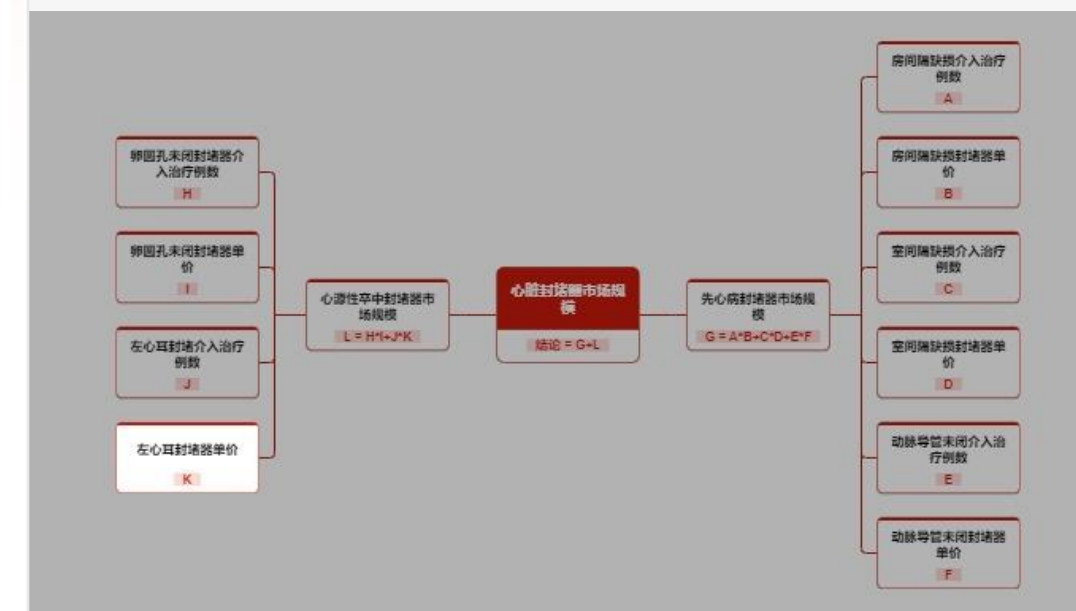 房间隔缺损介入治疗
例数
A
卵圆孔未闭封堵器介
入治疗例数
H
房间隔缺损封堵器单
价
B
卵圆孔未闭封堵器单
价
I
室间隔缺损介入治疗
例数
C
心源性卒中封堵器市
场规模
L = H*I+J*K
心脏封堵器市场规
模
结论 = G+L
先心病封堵器市场规
模
G = A*B+C*D+E*F
左心耳封堵介入治疗
例数
J
室间隔缺损封堵器单
价
D
左心耳封堵器单价
K
动脉导管未闭介入治
疗例数
E
动脉导管未闭封堵器
单价
F